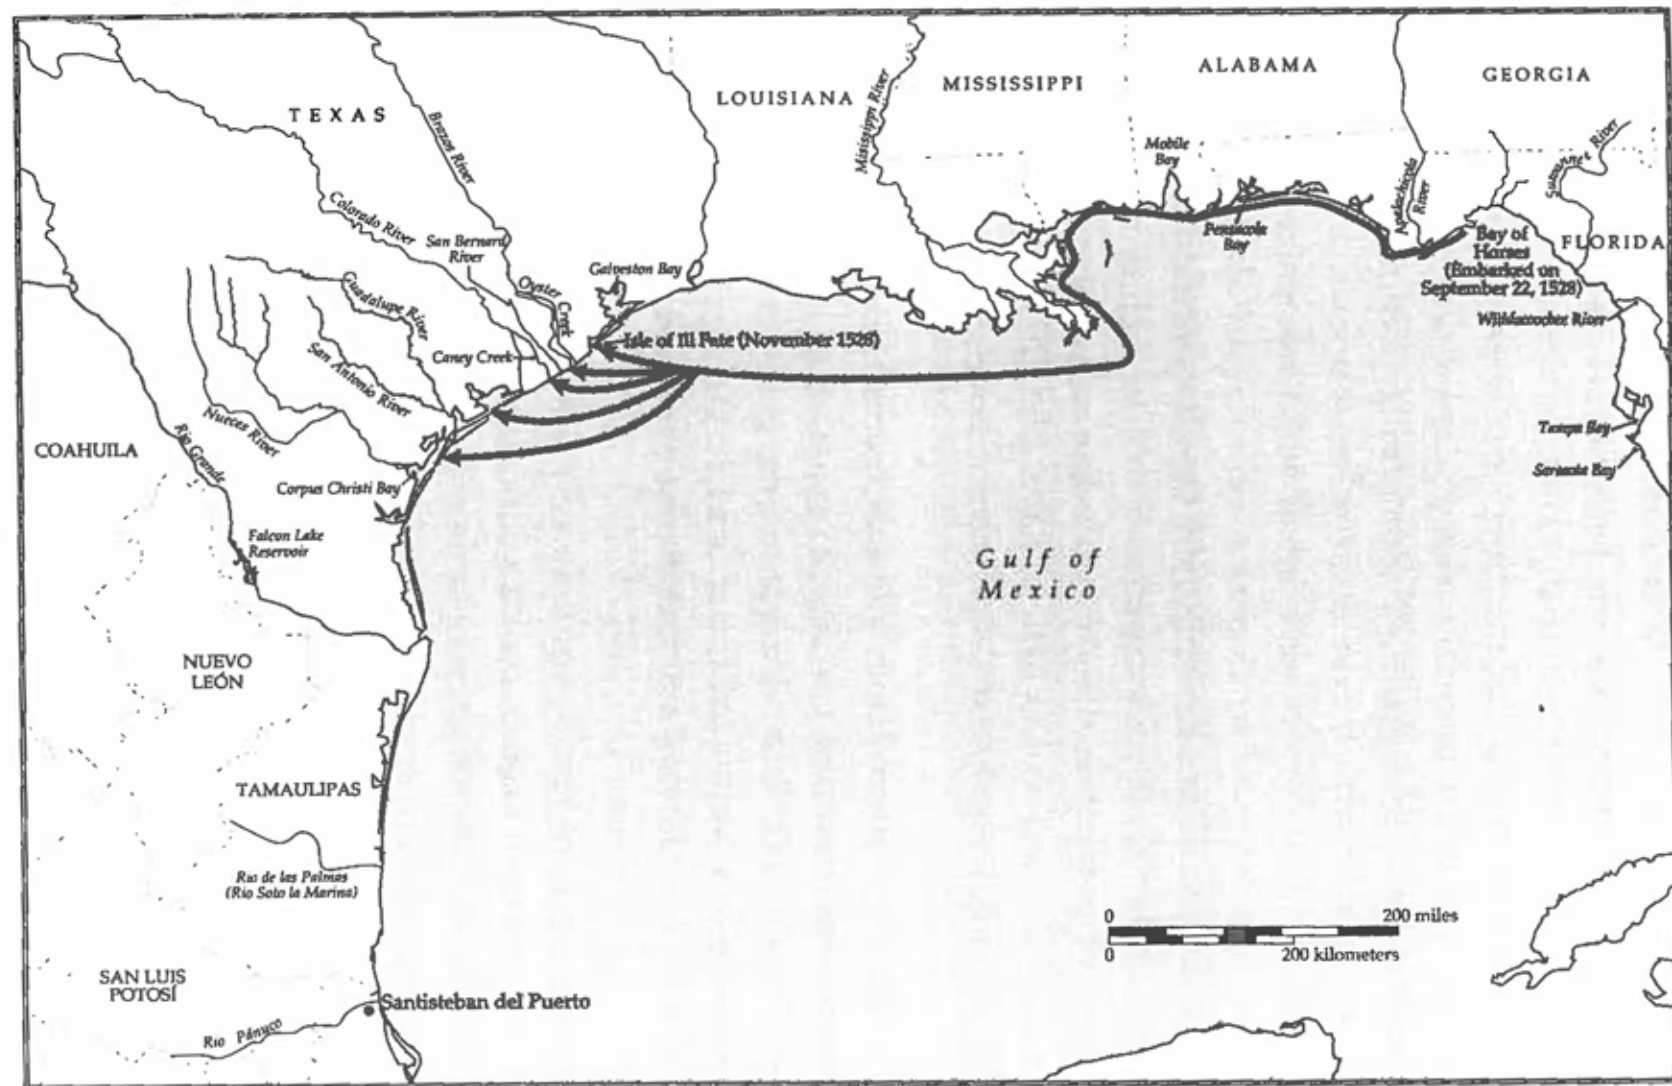 TEXAS
LOUISIANA
MISSISSIPPI
ALABAMA
GEORGIA
Brazos River
Mississippi River
Mobile
Bay
Apalachicola
River
Suwannee River
Colorado River
San Bernard
River
Galveston Bay
Oyster
Creek
Pensacola
Bay
Bay of
Horses
(Embarked on
September 22, 1528)
FLORIDA
Guadalupe
River
Caney Creek
Isle of Ill Fate (November 1528)
Withlacoochee River
San Antonio River
Nueces River
Rio Grande
COAHUILA
Tampa Bay
Sarasota Bay
Corpus Christi Bay
Falcon Lake
Reservoir
Gulf of
Mexico
NUEVO
LEÓN
TAMAULIPAS
Rio de las Palmas
(Rio Soto la Marina)
0
200 miles
0
200 kilometers
SAN LUIS
POTOSÍ
Santisteban del Puerto
Rio Pánuco